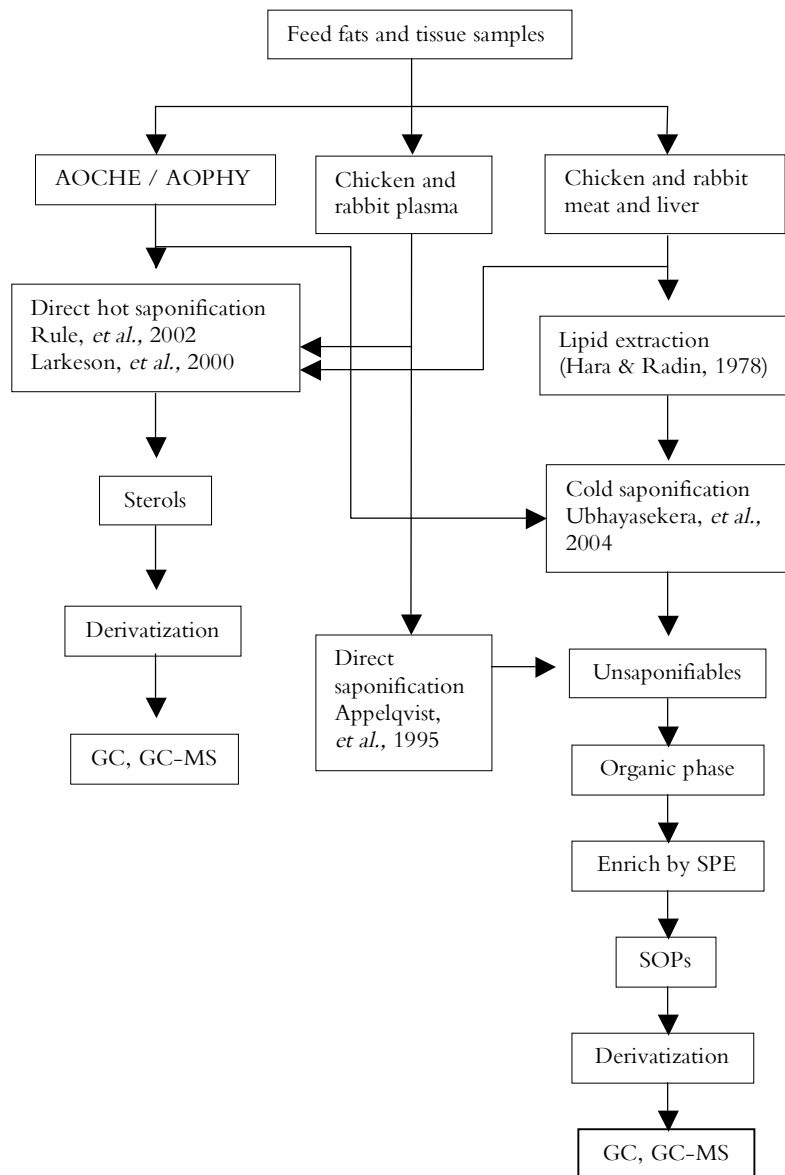 Feed fats and tissue samples
AOCHE / AOPHY
Chicken and
rabbit plasma
Chicken and rabbit
meat and liver
Direct hot saponification
Rule, et al., 2002
Larkeson, et al., 2000
Lipid extraction
(Hara & Radin, 1978)
Sterols
Cold saponification
Ubhayasekera, et al.,
2004
Derivatization
Direct
saponification
Appelqvist,
et al., 1995
Unsaponifiables
GC, GC-MS
Organic phase
Enrich by SPE
SOPs
Derivatization
GC, GC-MS